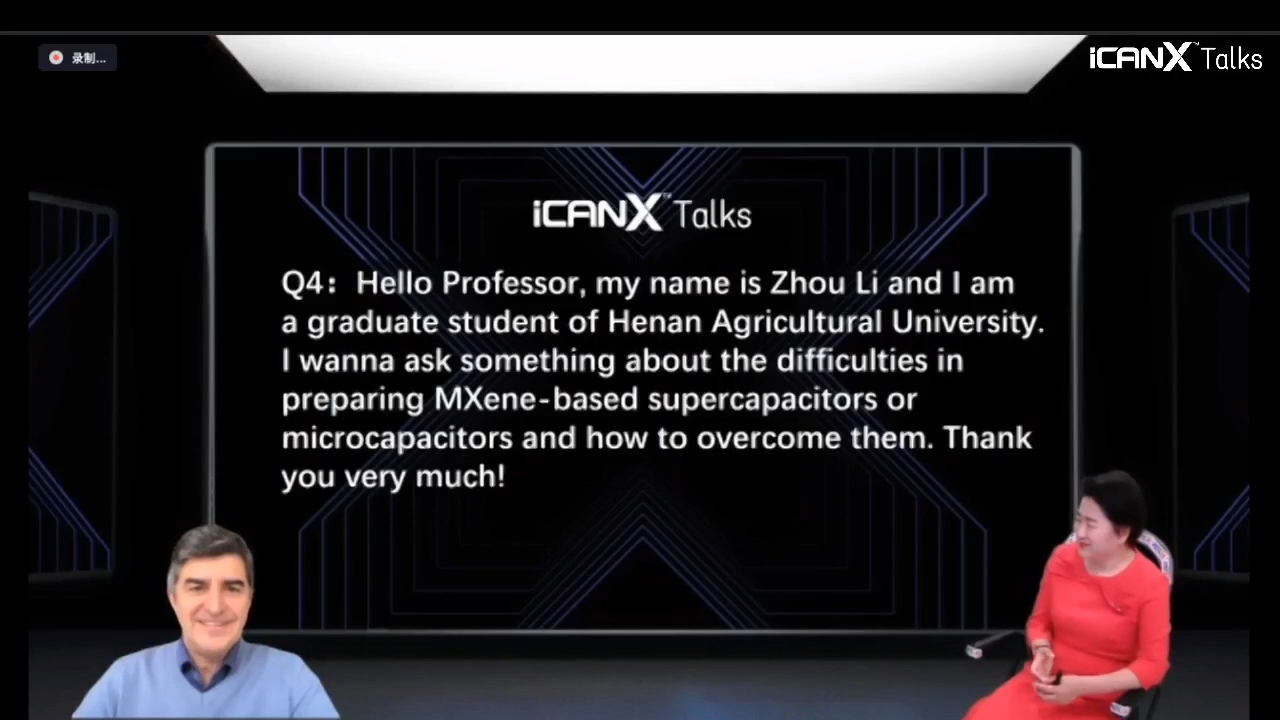 录制...
iCANX™ Talks
iCANX™ Talks
Q4: Hello Professor, my name is Zhou Li and I am
a graduate student of Henan Agricultural University.
I wanna ask something about the difficulties in
preparing MXene-based supercapacitors or
microcapacitors and how to overcome them. Thank
you very much!